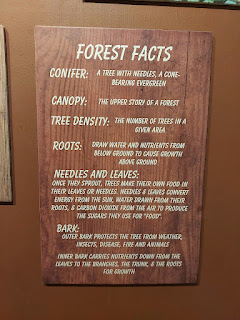 FOREST FACTS
CONIFER: A TREE WITH NEEDLES, A CONE-
BEARING EVERGREEN
CANOPY: THE UPPER STORY OF A FOREST
TREE DENSITY: THE NUMBER OF TREES IN A
GIVEN AREA
ROOTS: DRAW WATER AND NUTRIENTS FROM
BELOW GROUND TO CAUSE GROWTH
ABOVE GROUND
NEEDLES AND LEAVES:
ONCE THEY SPROUT, TREES MAKE THEIR OWN FOOD IN
THEIR LEAVES OR NEEDLES. NEEDLES & LEAVES CONVERT
ENERGY FROM THE SUN, WATER DRAWN FROM THEIR
ROOTS, & CARBON DIOXIDE FROM THE AIR TO PRODUCE
THE SUGARS THEY USE FOR "FOOD".
BARK:
OUTER BARK PROTECTS THE TREE FROM WEATHER,
INSECTS, DISEASE, FIRE AND ANIMALS
INNER BARK CARRIES NUTRIENTS DOWN FROM THE
LEAVES TO THE BRANCHES, THE TRUNK, & THE ROOTS
FOR GROWTH